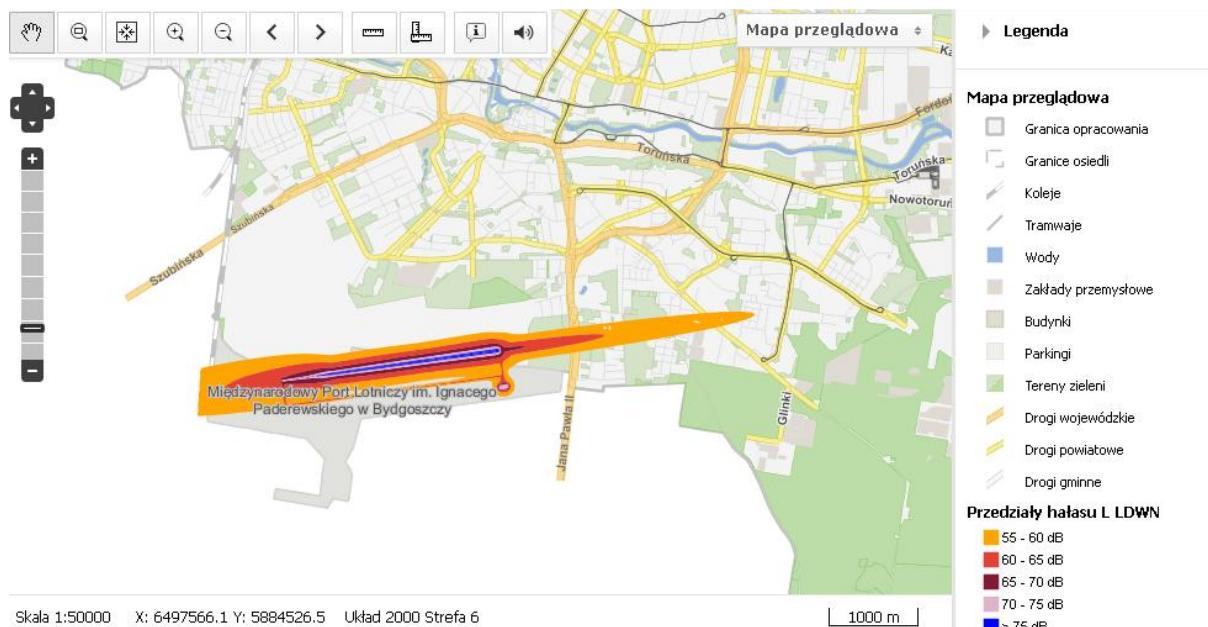 Mapa przeglądowa
Legenda
Mapa przeglądowa
Granica opracowania
Granice osiedli
Koleje
Tramwaje
Wody
Zakłady przemysłowe
Budynki
Parkingi
Tereny zieleni
Drogi wojewódzkie
Drogi powiatowe
Drogi gminne
Przedziały hałasu L LDWN
55 - 60 dB
60 - 65 dB
65 - 70 dB
70 - 75 dB
> 75 dB
Toruńska
Toruńska
Nowotoruń
Szubińska
Szubińska
Międzynarodowy Port Lotniczy im. Ignacego
Paderewskiego w Bydgoszczy
Jana Pawła II
Glinki
Skala 1:50000 X: 6497566.1 Y: 5884526.5 Układ 2000 Strefa 6
1000 m